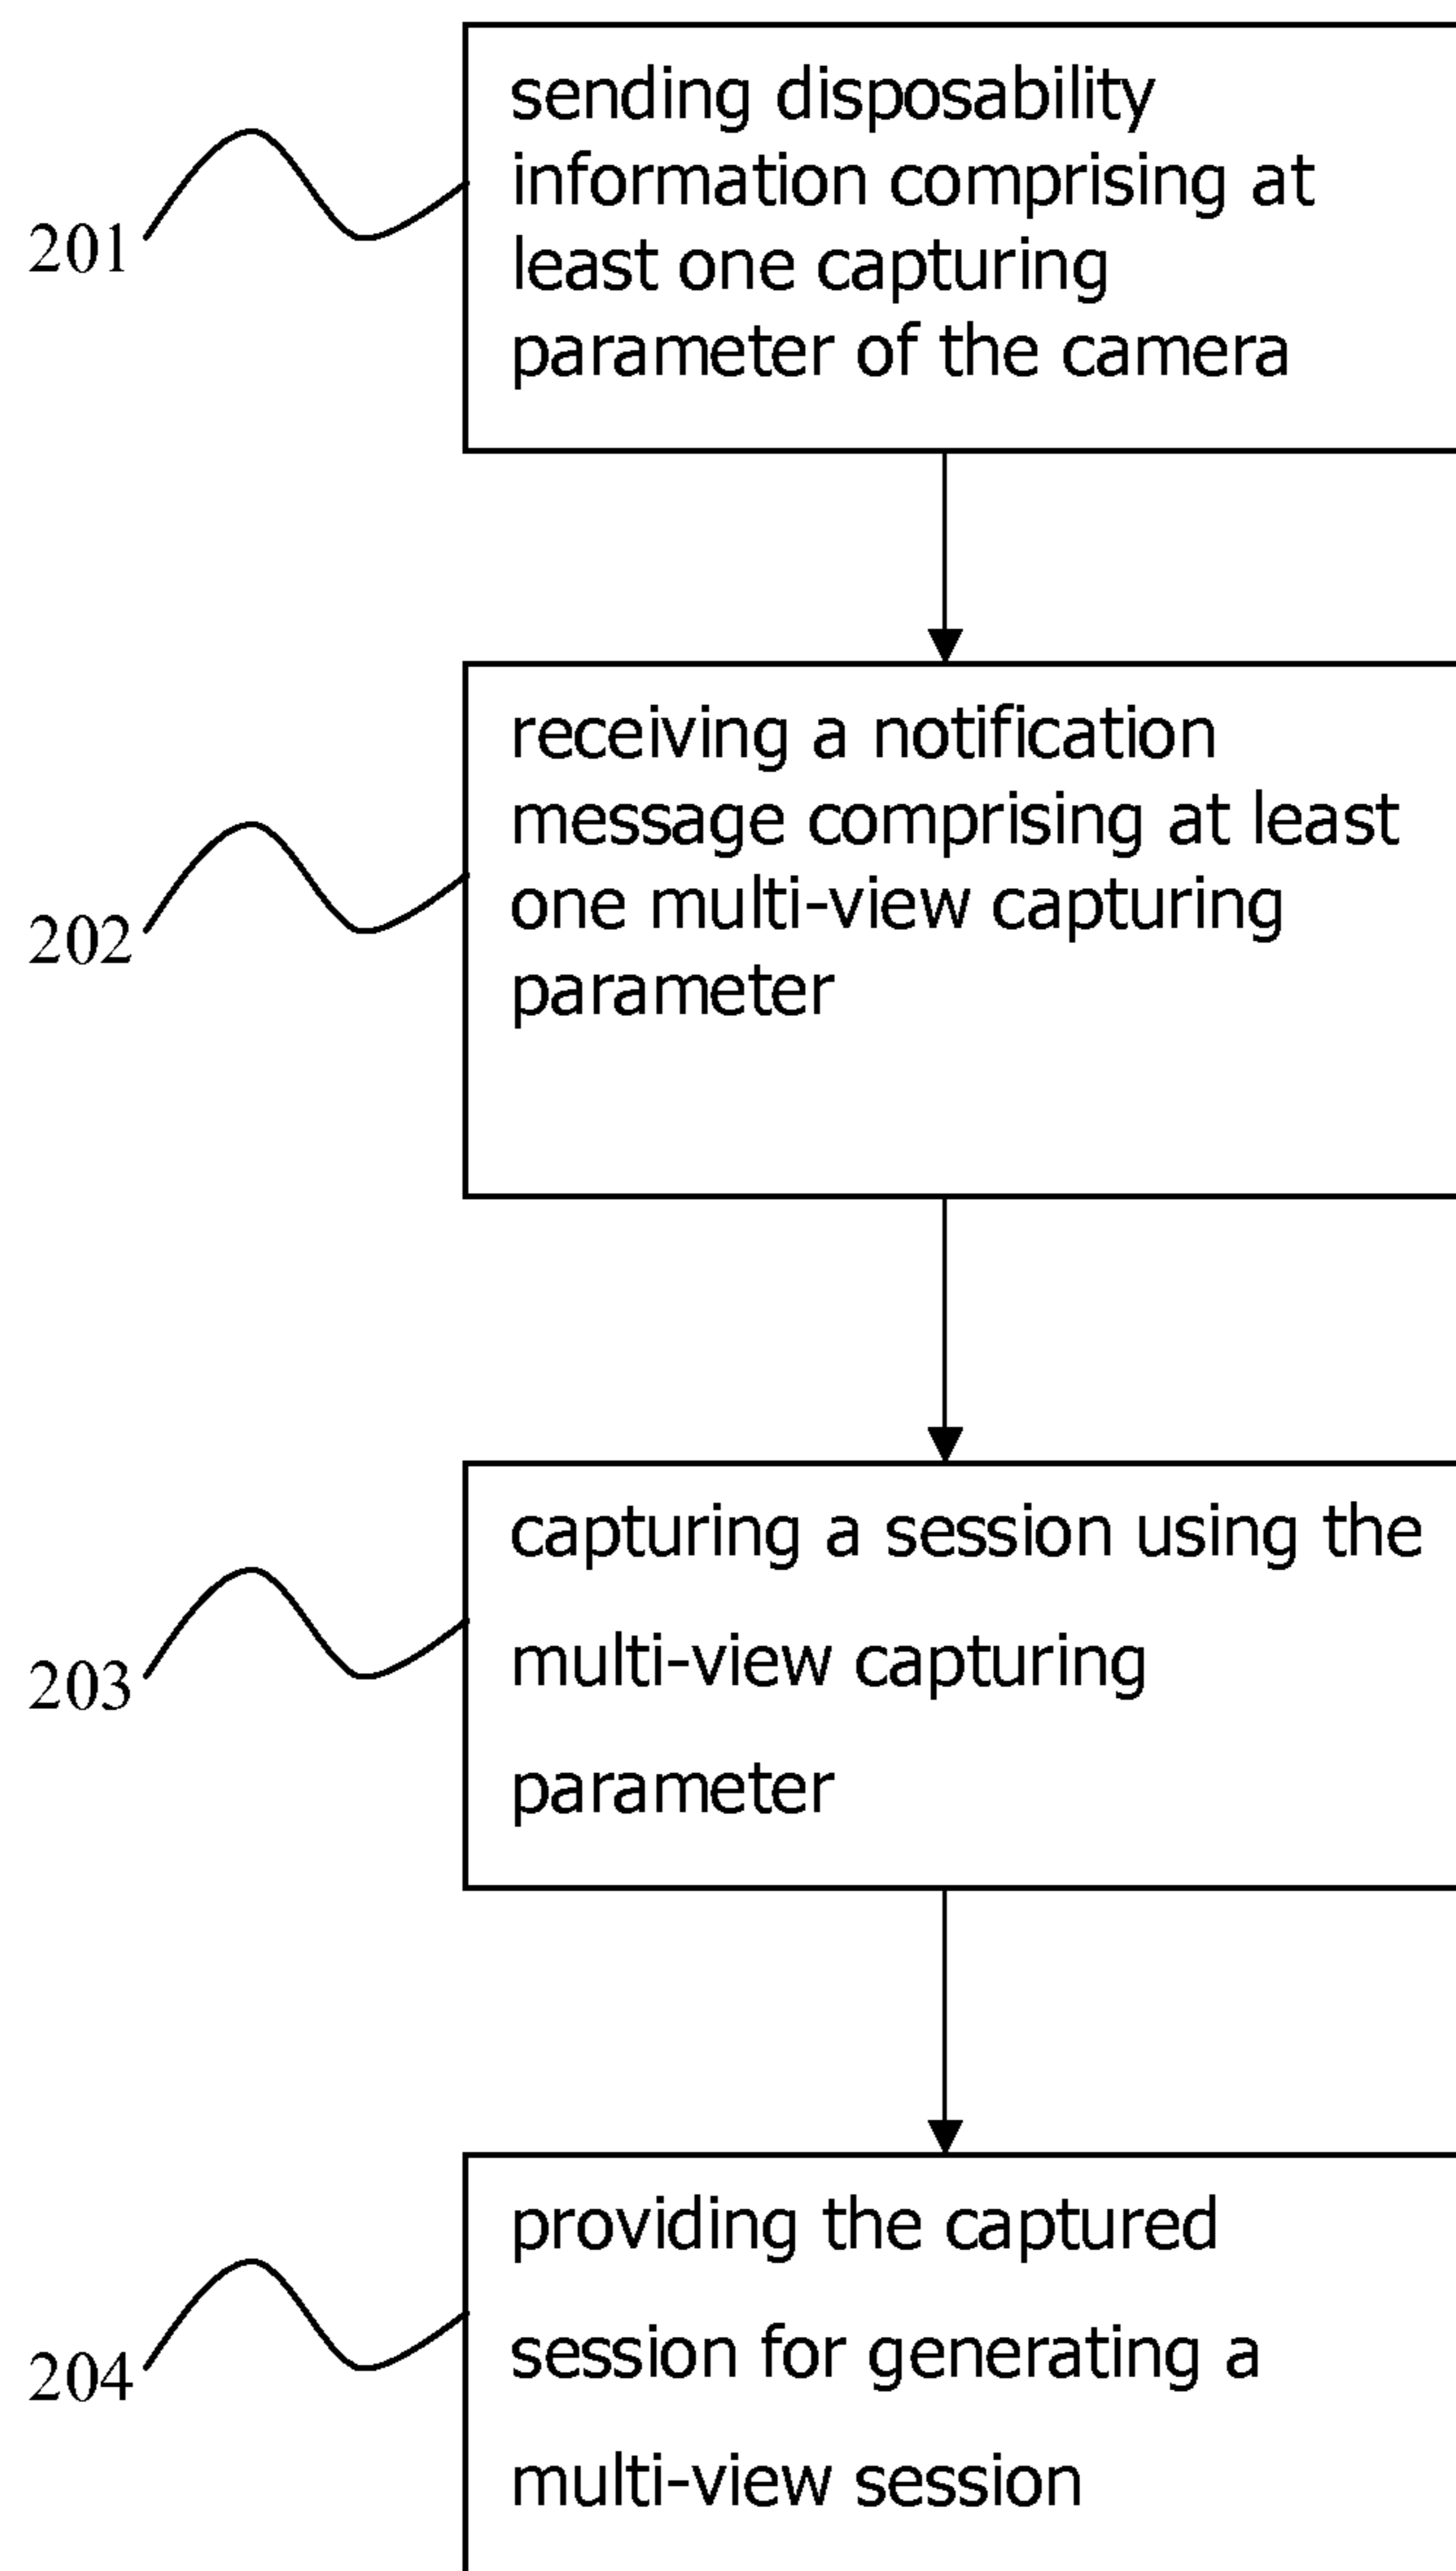 sending disposability
information comprising at
least one capturing
parameter of the camera
201
receiving a notification
message comprising at least
one multi-view capturing
parameter
202
capturing a session using the
multi-view capturing
parameter
203
providing the captured
session for generating a
multi-view session
204